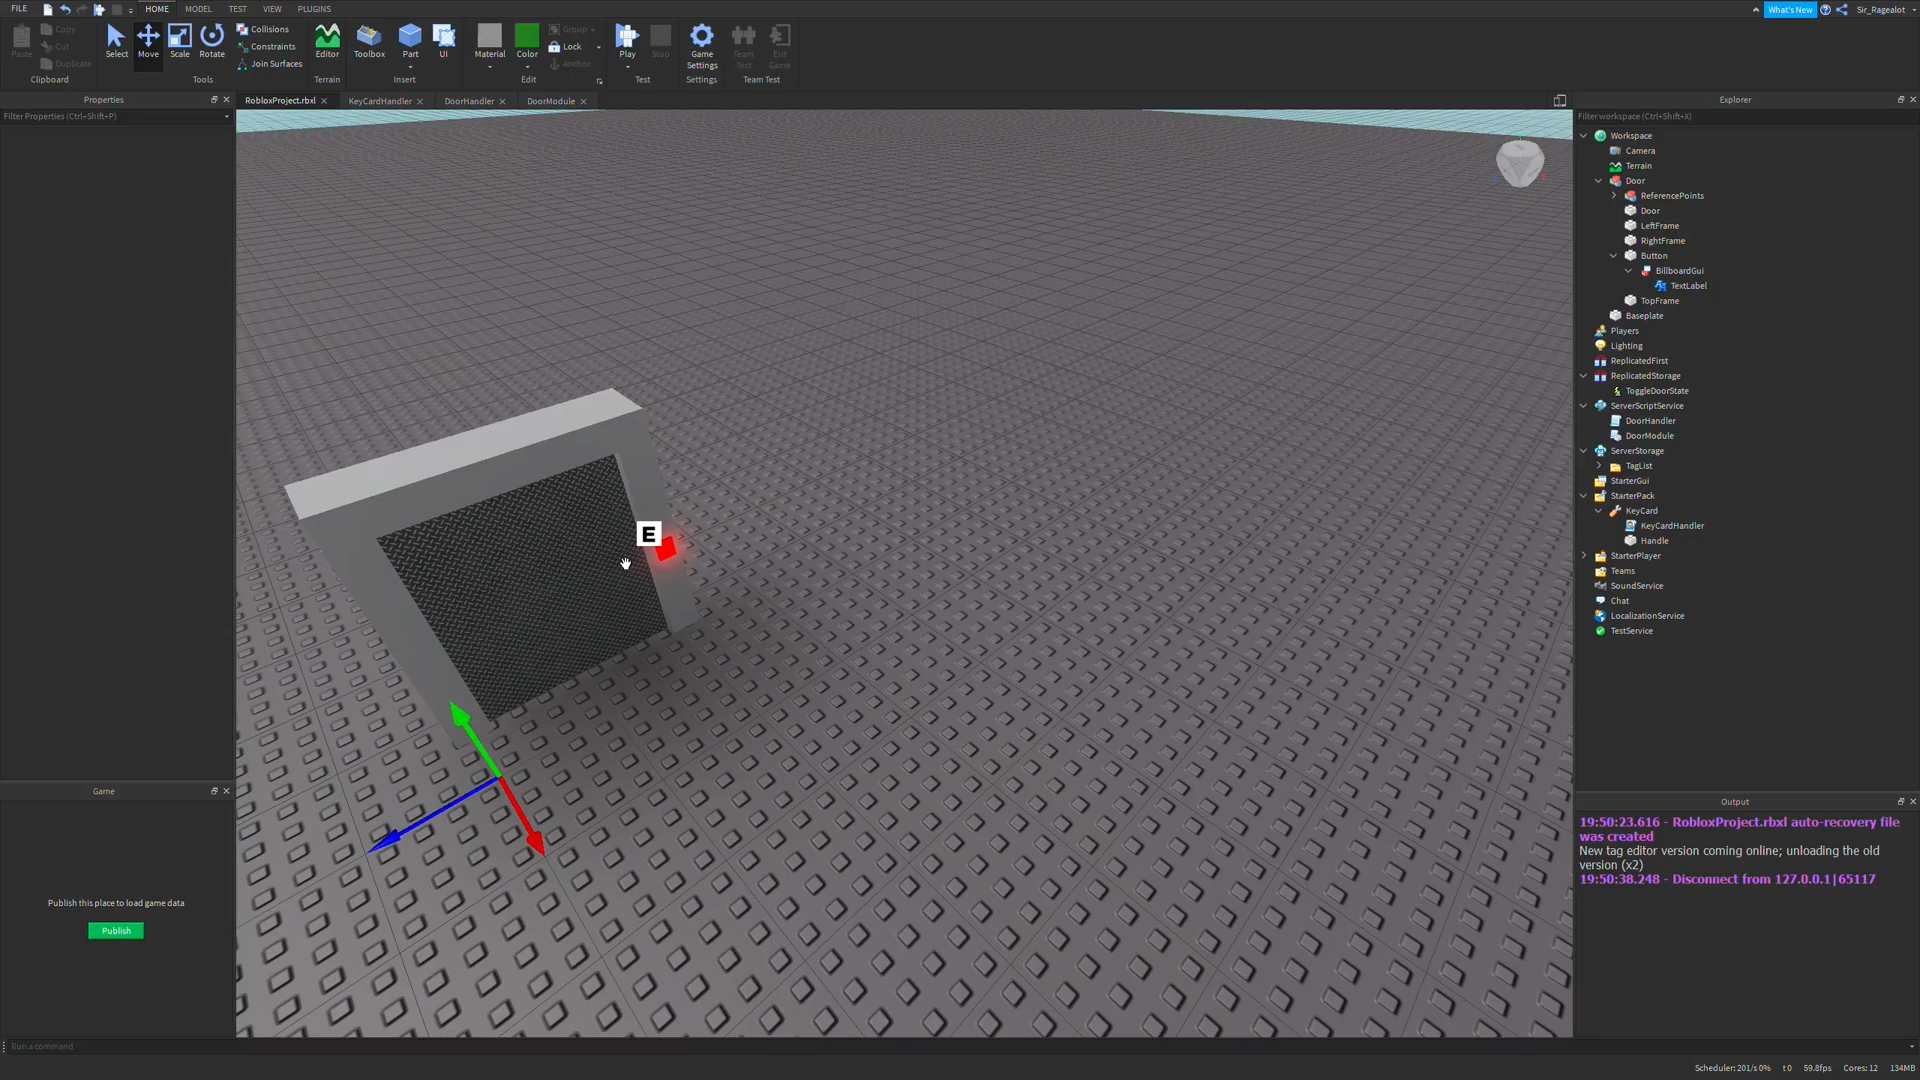 FILE
HOME
MODEL
TEST
VIEW
PLUGINS
What's New
Sir_Ragealot
Paste
Copy
Cut
Duplicate
Clipboard
Select
Move
Scale
Rotate
Collisions
Constraints
Join Surfaces
Tools
Editor
Terrain
Toolbox
Part
UI
Insert
Material
Color
Group
Lock
Anchor
Edit
Play
Stop
Test
Game
Settings
Settings
Team
Test
Exit
Game
Team Test
Properties
RobloxProject.rbxl
KeyCardHandler
DoorHandler
DoorModule
Explorer
Filter Properties (Ctrl+Shift+P)
Filter workspace (Ctrl+Shift+X)
Workspace
Camera
Terrain
Door
ReferencePoints
Door
LeftFrame
RightFrame
Button
BillboardGui
TextLabel
TopFrame
Baseplate
Players
Lighting
ReplicatedFirst
ReplicatedStorage
ToggleDoorState
ServerScriptService
DoorHandler
DoorModule
ServerStorage
TagList
StarterGui
StarterPack
KeyCard
KeyCardHandler
Handle
StarterPlayer
Teams
SoundService
Chat
LocalizationService
TestService
E
Game
Publish this place to load game data
Publish
Output
19:50:23.616 - RobloxProject.rbxl auto-recovery file
was created
New tag editor version coming online; unloading the old
version (x2)
19:50:38.248 - Disconnect from 127.0.0.1|65117
Run a command
Scheduler: 201/s 0%
t 0
59.8fps
Cores: 12
134MB